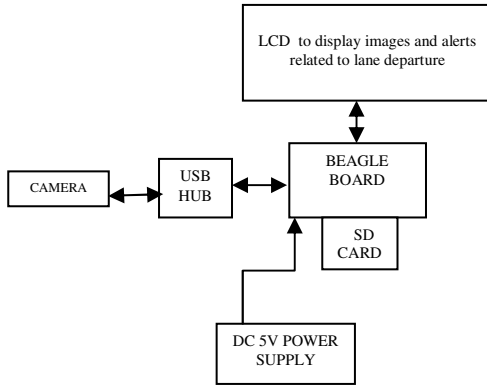 LCD to display images and alerts
related to lane departure
BEAGLE
BOARD
USB
HUB
CAMERA
SD
CARD
DC 5V POWER
SUPPLY